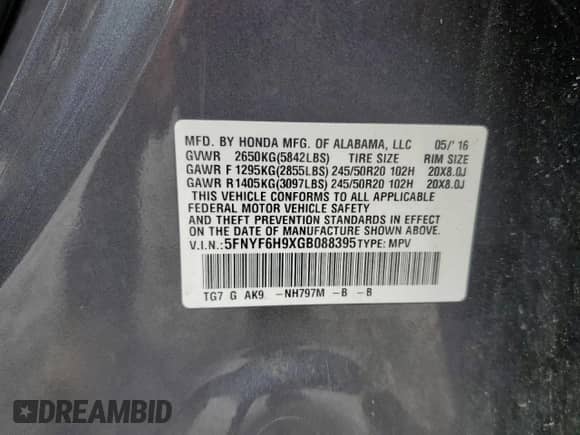 MFD. BY HONDA MFG. OF ALABAMA, LLC 05/'16
GVWR 2650KG(5842LBS) TIRE SIZE RIM SIZE
GAWR F 1295KG(2855LBS) 245/50R20 102H 20X8.0J
GAWR R 1405KG(3097LBS) 245/50R20 102H 20X8.0J
THIS VEHICLE CONFORMS TO ALL APPLICABLE
FEDERAL MOTOR VEHICLE SAFETY
AND THEFT PREVENTION STANDARDS IN EFFECT
ON THE DATE OF MANUFACTURE SHOWN ABOVE.
V.I.N.: 5FNYF6H9XGB088395 TYPE: MPV
TG7 G AK9 -NH797M -B -B
DREAMBID